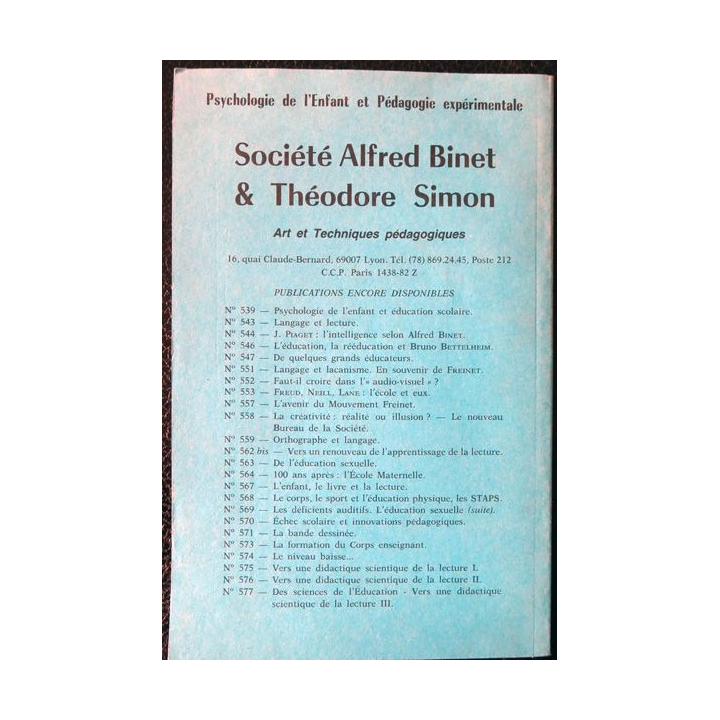 Psychologie de l'Enfant et Pédagogie expérimentale
Société Alfred Binet
& Théodore Simon
Art et Techniques pédagogiques
16, quai Claude-Bernard, 69007 Lyon. Tél. (78) 869.24.45, Poste 212
C.C.P. Paris 1438-82 Z
PUBLICATIONS ENCORE DISPONIBLES
N° 539 — Psychologie de l'enfant et éducation scolaire.
N° 543 — Langage et lecture.
N° 544 — J. PIAGET : l'intelligence selon Alfred BINET.
N° 546 — L'éducation, la rééducation et Bruno BETTELHEIM.
N° 547 — De quelques grands éducateurs.
N° 551 — Langage et lacanisme. En souvenir de FREINET.
N° 552 — Faut-il croire dans l'« audio-visuel » ?
N° 553 — FREUD, NEILL, LANE : l'école et eux.
N° 557 — L'avenir du Mouvement Freinet.
N° 558 — La créativité : réalité ou illusion ? — Le nouveau
Bureau de la Société.
N° 559 — Orthographe et langage.
N° 562 bis — Vers un renouveau de l'apprentissage de la lecture.
N° 563 — De l'éducation sexuelle.
N° 564 — 100 ans après : l'École Maternelle.
N° 567 — L'enfant, le livre et la lecture.
N° 568 — Le corps, le sport et l'éducation physique, les STAPS.
N° 569 — Les déficients auditifs. L'éducation sexuelle (suite).
N° 570 — Échec scolaire et innovations pédagogiques.
N° 571 — La bande dessinée.
N° 573 — La formation du Corps enseignant.
N° 574 — Le niveau baisse...
N° 575 — Vers une didactique scientifique de la lecture I.
N° 576 — Vers une didactique scientifique de la lecture II.
N° 577 — Des sciences de l'Éducation - Vers une didactique
scientifique de la lecture III.